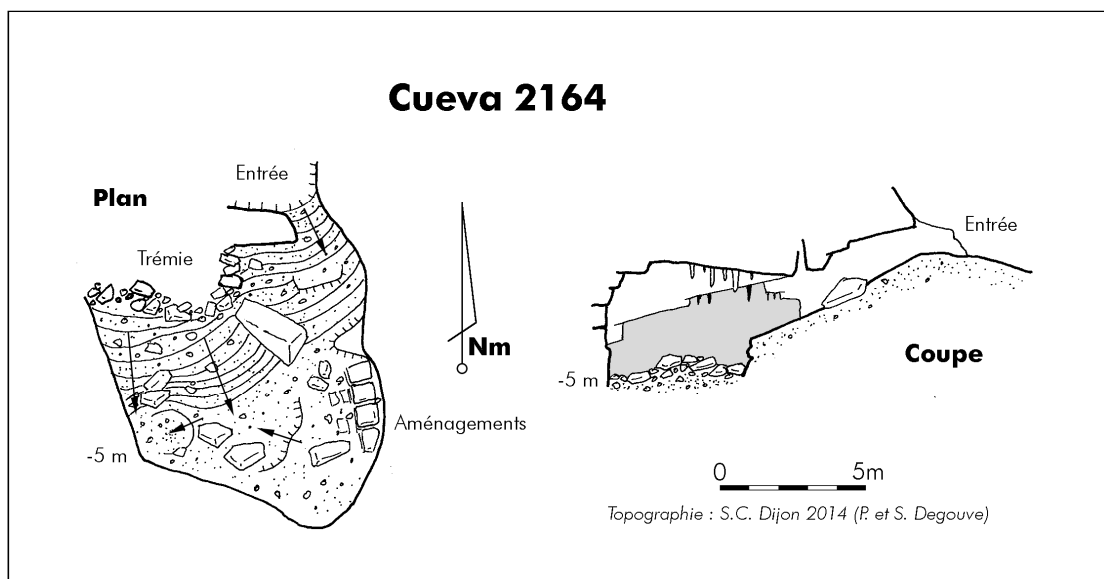 Cueva 2164
Plan
Entrée
Trémie
-5 m
Aménagements
Nm
Entrée
Coupe
-5 m
0 5m
Topographie : S.C. Dijon 2014 (P. et S. Degouve)